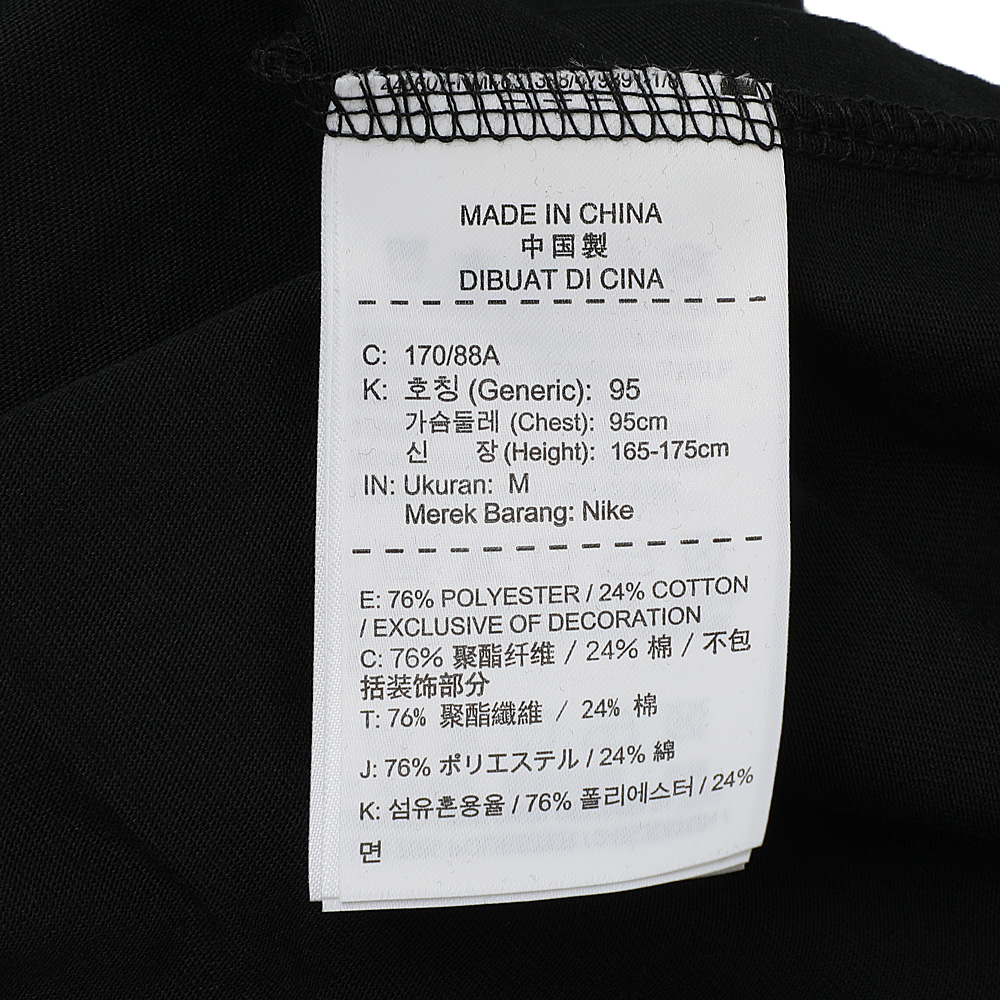 MADE IN CHINA
中国製
DIBUAT DI CINA
C: 170/88A
K: 호칭 (Generic): 95
가슴둘레 (Chest): 95cm
신 장 (Height): 165-175cm
IN: Ukuran: M
Merek Barang: Nike
E: 76% POLYESTER / 24% COTTON
/ EXCLUSIVE OF DECORATION
C: 76% 聚酯纤维 / 24% 棉 / 不包
括装饰部分
T: 76% 聚酯纖維 / 24% 棉
J: 76% ポリエステル / 24% 綿
K: 섬유혼용율 / 76% 폴리에스터 / 24%
면